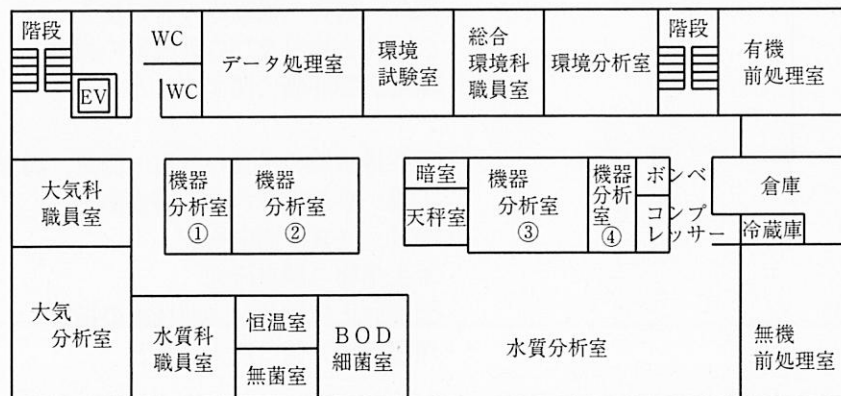 階段
WC
WC
EV
データ処理室
環境
試験室
総合
環境科
職員室
環境分析室
階段
有機
前処理室
大気科
職員室
機器
分析室
①
機器
分析室
②
暗室
天秤室
機器
分析室
③
機器
分析
室
④
ボンベ
コンプ
レッサー
倉庫
冷蔵庫
大気
分析室
水質科
職員室
恒温室
無菌室
BOD
細菌室
水質分析室
無機
前処理室